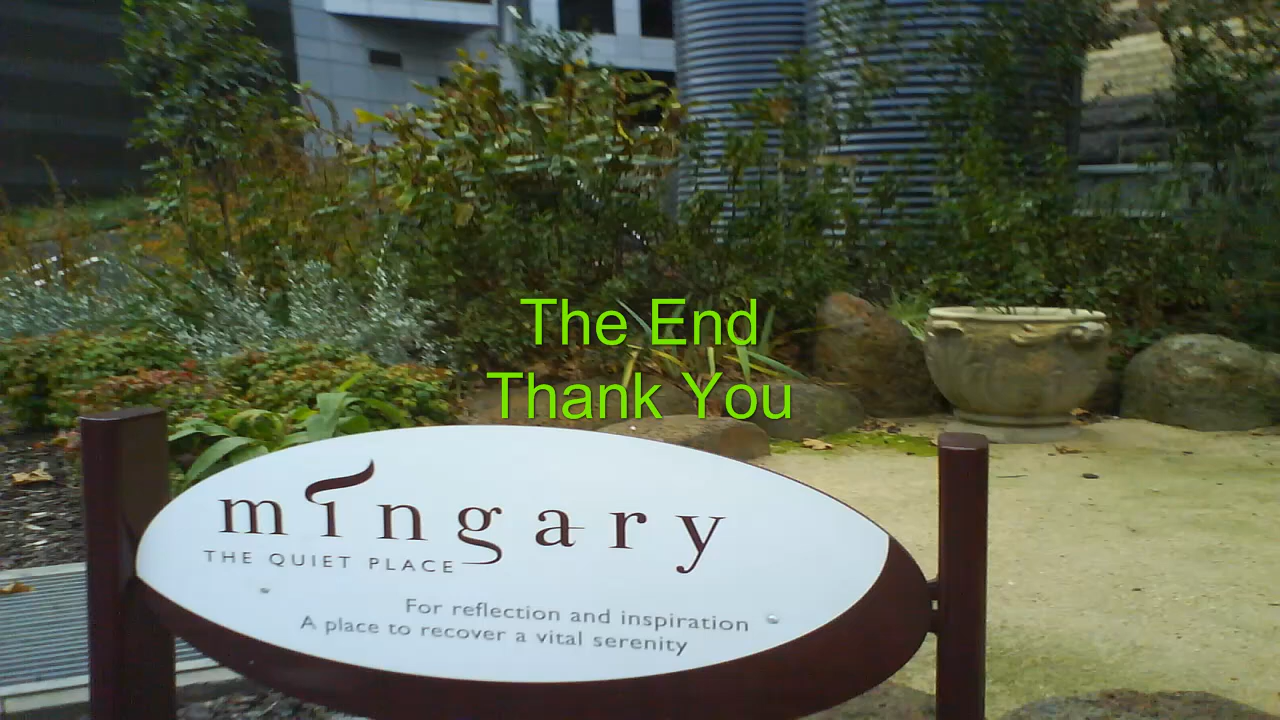 The End
Thank You
mingary
THE QUIET PLACE
For reflection and inspiration
A place to recover a vital serenity